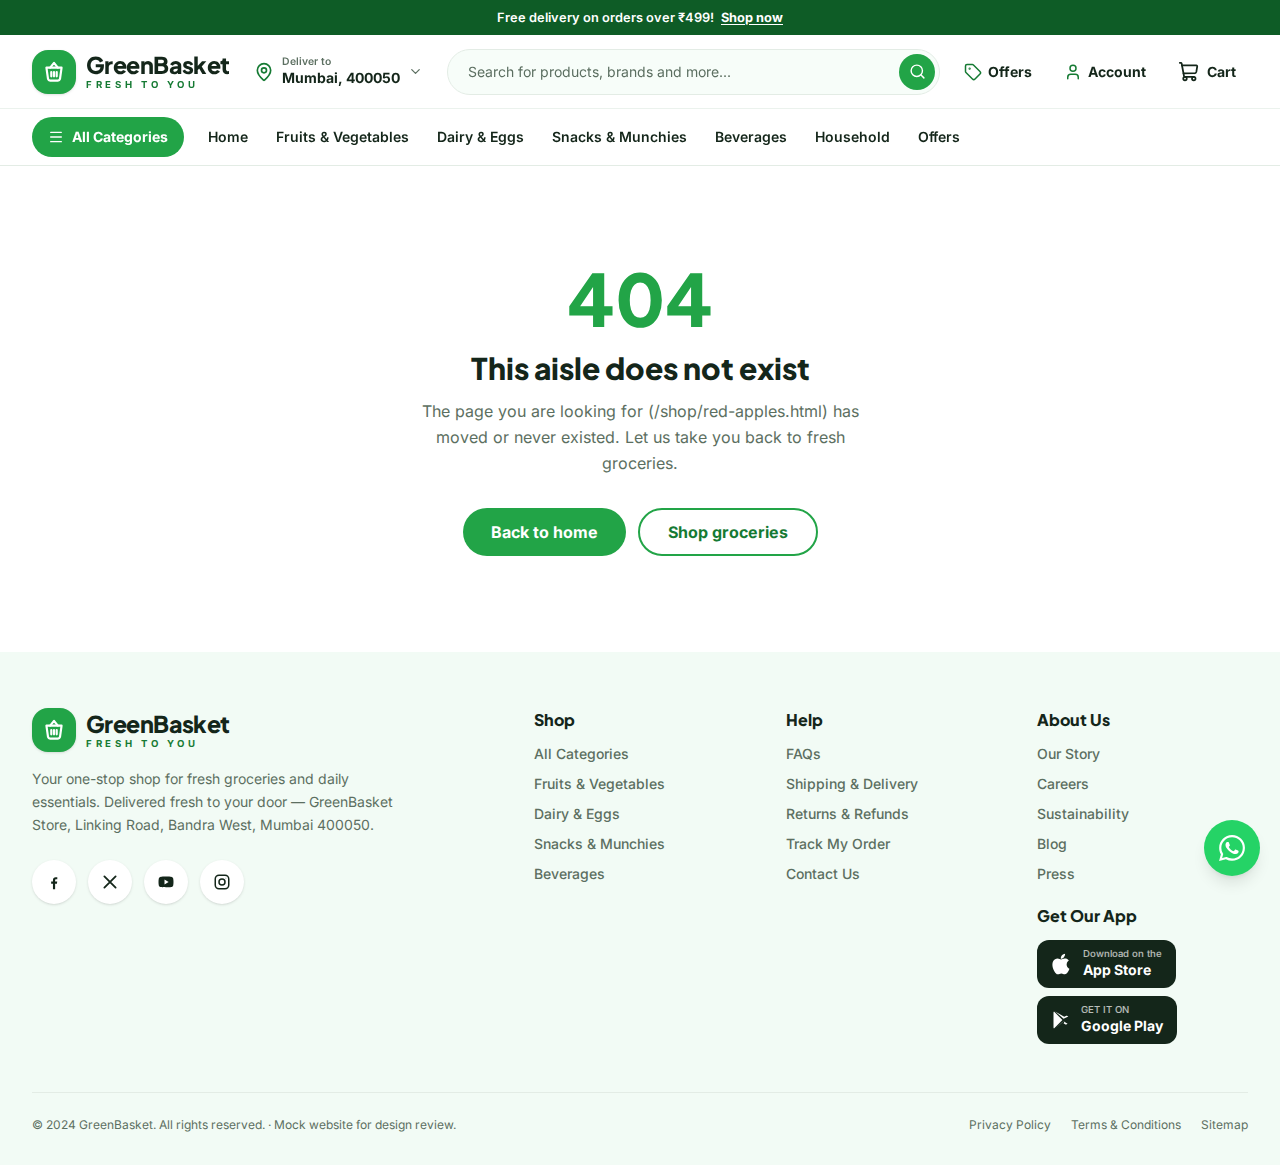 Free delivery on orders over ₹499! Shop now
GreenBasket
FRESH TO YOU
Deliver to
Mumbai, 400050
Search for products, brands and more...
Offers
Account
Cart
All Categories
Home
Fruits & Vegetables
Dairy & Eggs
Snacks & Munchies
Beverages
Household
Offers
404
This aisle does not exist
The page you are looking for (/shop/red-apples.html) has
moved or never existed. Let us take you back to fresh
groceries.
Back to home
Shop groceries
GreenBasket
FRESH TO YOU
Your one-stop shop for fresh groceries and daily
essentials. Delivered fresh to your door — GreenBasket
Store, Linking Road, Bandra West, Mumbai 400050.
Shop
All Categories
Fruits & Vegetables
Dairy & Eggs
Snacks & Munchies
Beverages
Help
FAQs
Shipping & Delivery
Returns & Refunds
Track My Order
Contact Us
About Us
Our Story
Careers
Sustainability
Blog
Press
Get Our App
Download on the
App Store
GET IT ON
Google Play
© 2024 GreenBasket. All rights reserved. · Mock website for design review.
Privacy Policy
Terms & Conditions
Sitemap